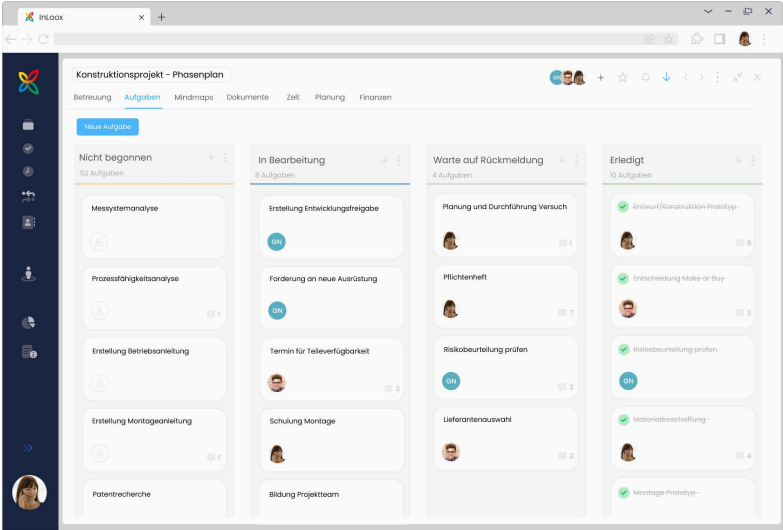 InLoox
Konstruktionsprojekt - Phasenplan
GN
Betreuung Aufgaben Mindmaps Dokumente Zeit Planung Finanzen
Neue Aufgabe
Nicht begonnen
52 Aufgaben
Messystemanalyse
Prozessfähigkeitsanalyse
1
Erstellung Betriebsanleitung
Erstellung Montageanleitung
1
Patentrecherche
In Bearbeitung
8 Aufgaben
Erstellung Entwicklungsfreigabe
GN
Forderung an neue Ausrüstung
GN
Termin für Teileverfügbarkeit
3
Schulung Montage
Bildung Projektteam
Warte auf Rückmeldung
4 Aufgaben
Planung und Durchführung Versuch
1
Pflichtenheft
7
Risikobeurteilung prüfen
GN
3
Lieferantenauswahl
2
Erledigt
10 Aufgaben
Entwurf/Konstruktion Prototyp
9
Entscheidung Make or Buy
3
Risikobeurteilung prüfen
GN
Materialbeschaffung
4
Montage Prototyp